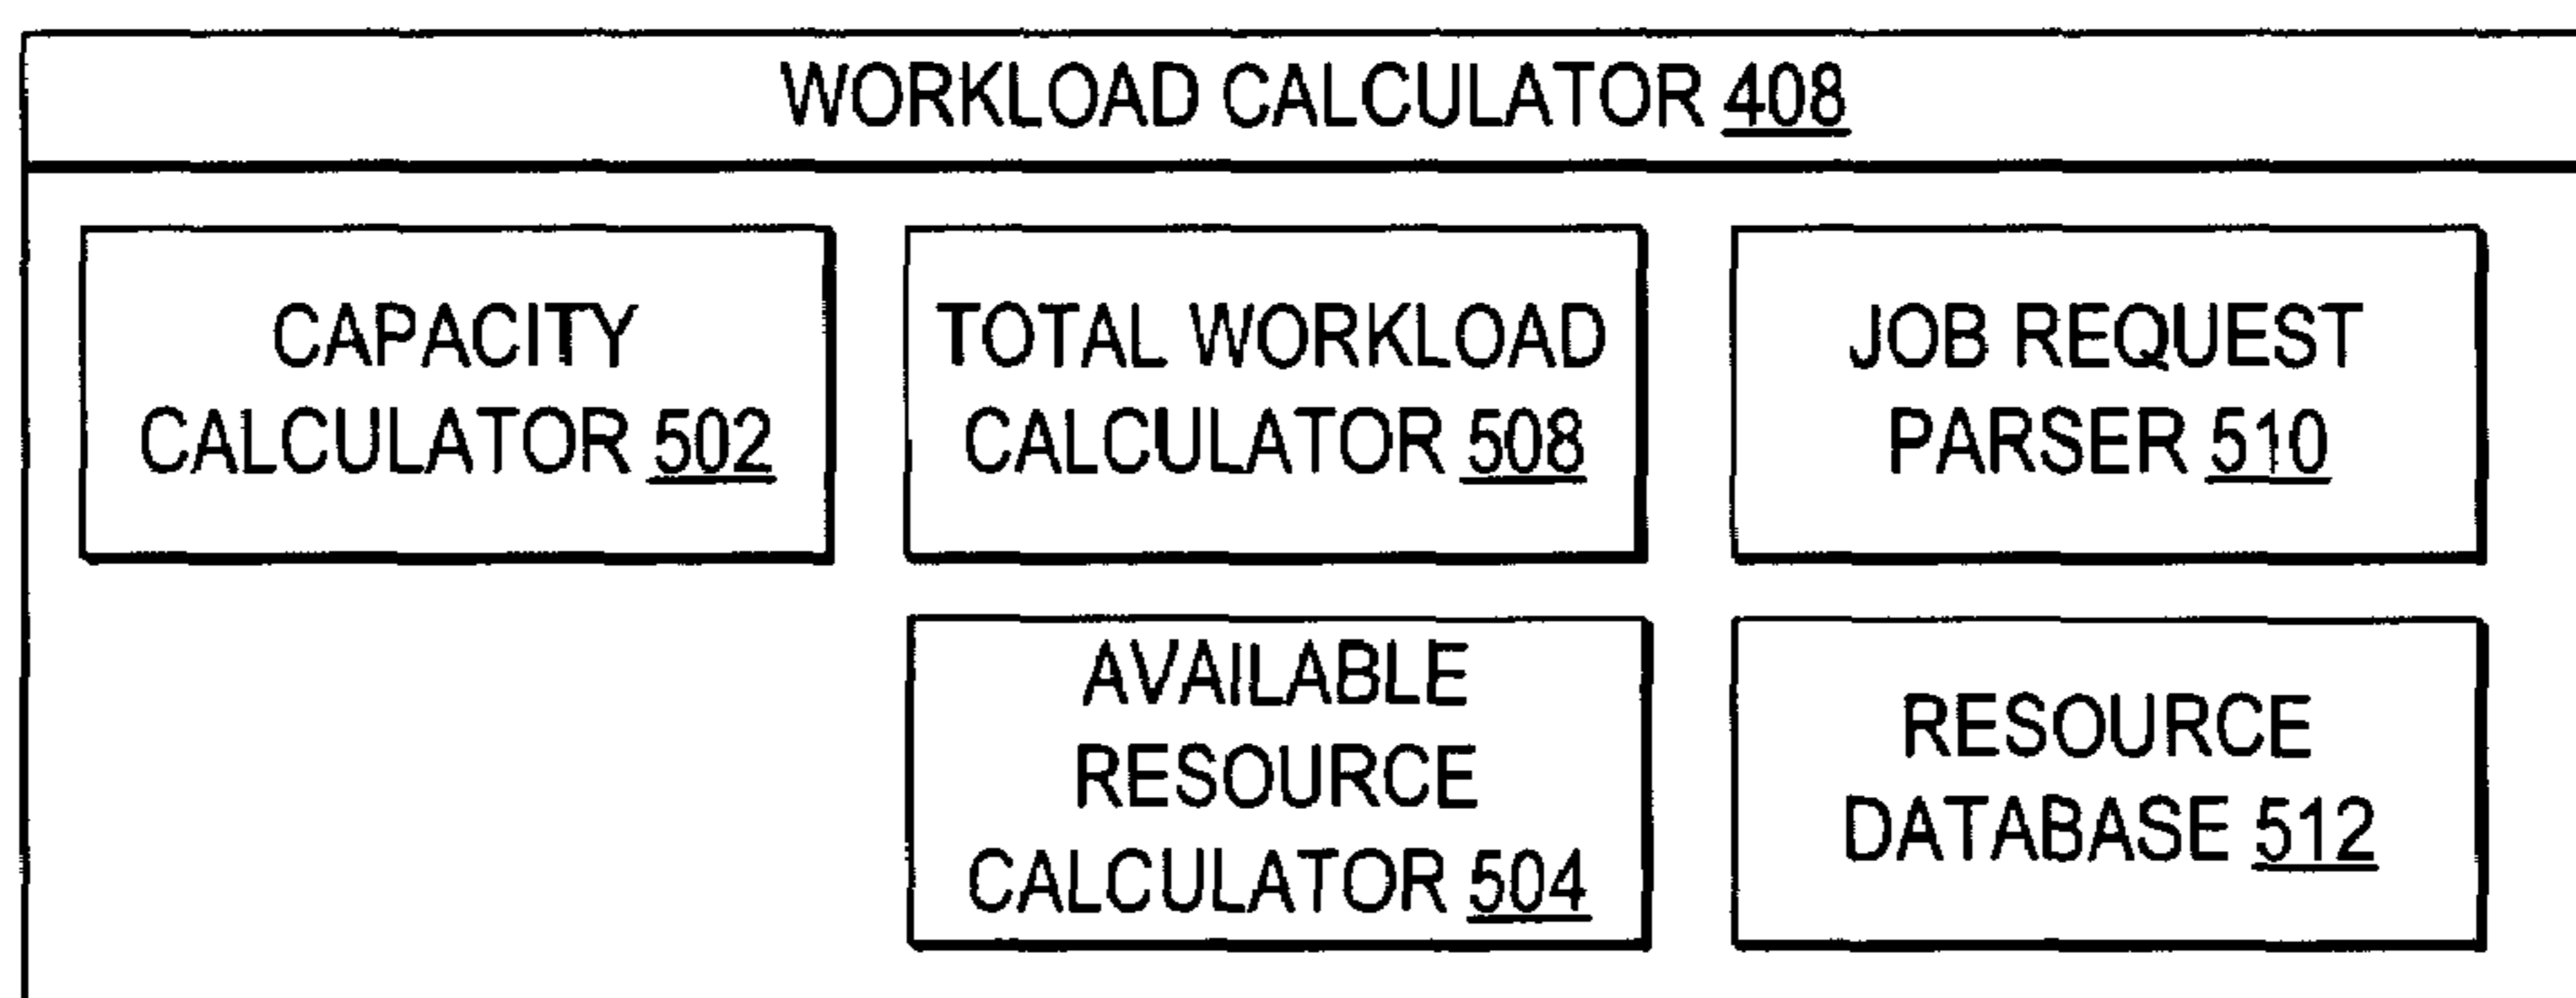 WORKLOAD CALCULATOR 408
CAPACITY
CALCULATOR 502
TOTAL WORKLOAD
CALCULATOR 508
JOB REQUEST
PARSER 510
AVAILABLE
RESOURCE
CALCULATOR 504
RESOURCE
DATABASE 512